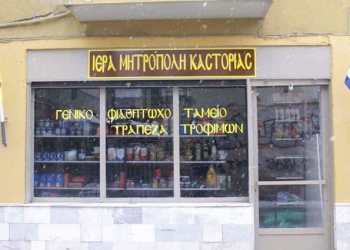 ΙΕΡΑ ΜΗΤΡΟΠΟΛΗ ΚΑΣΤΟΡΙΑΣ
ΓΕΝΙΚΟ ΦΙΛΟΠΤΩΧΟ ΤΑΜΕΙΟ
ΤΡΑΠΕΖΑ ΤΡΟΦΙΜΩΝ